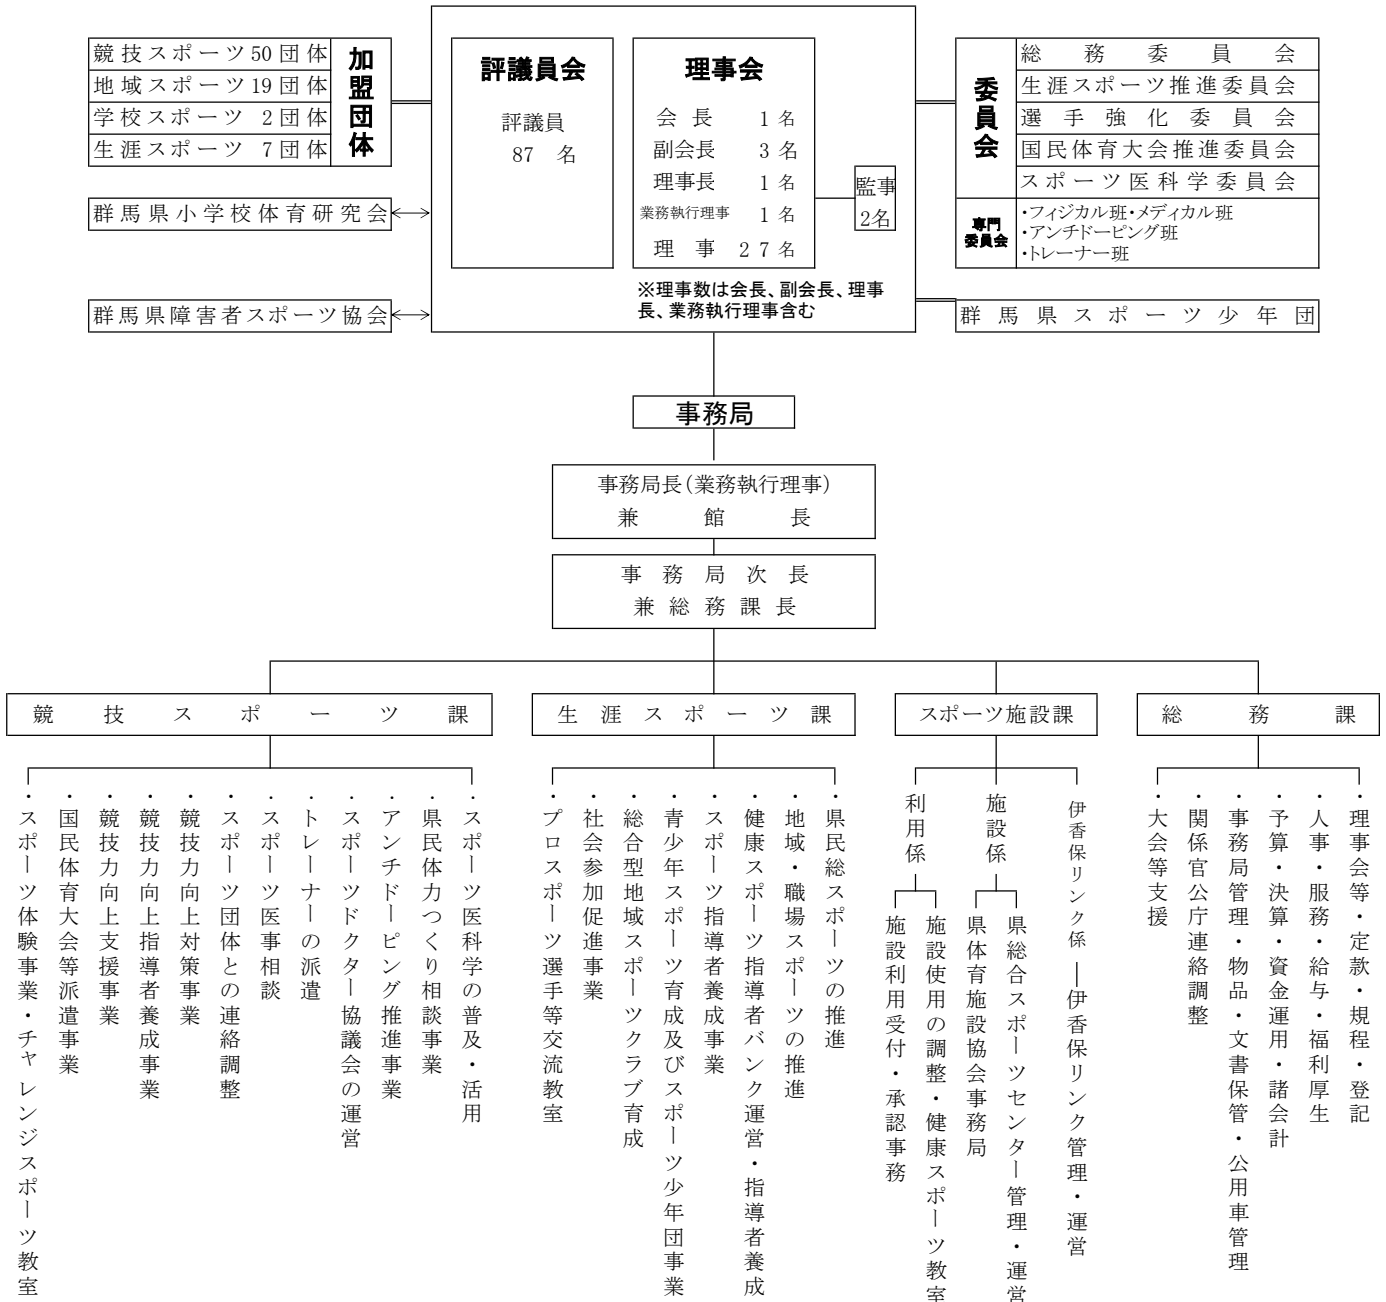 競技スポーツ50団体
地域スポーツ19団体
学校スポーツ 2団体
生涯スポーツ 7団体
加盟団体
群馬県小学校体育研究会
群馬県障害者スポーツ協会
評議員会
評議員
87 名
理事会
会長 1名
副会長 3名
理事長 1名
業務執行理事 1名
理事 27名
※理事数は会長、副会長、理事
長、業務執行理事含む
監事
2名
委員会
総務委員会
生涯スポーツ推進委員会
選手強化委員会
国民体育大会推進委員会
スポーツ医科学委員会
専門
委員会
・フィジカル班・メディカル班
・アンチドーピング班
・トレーナー班
群馬県スポーツ少年団
事務局
事務局長(業務執行理事)
兼館長
事務局次長
兼総務課長
競技スポーツ課
・スポーツ医科学の普及・活用
・県民体力つくり相談事業
・アンチドーピング推進事業
・スポーツドクター協議会の運営
・トレーナーの派遣
・スポーツ医事相談
・スポーツ団体との連絡調整
・競技力向上対策事業
・競技力向上指導者養成事業
・競技力向上支援事業
・国民体育大会等派遣事業
・スポーツ体験事業・チャレンジスポーツ教室
生涯スポーツ課
・県民総スポーツの推進
・地域・職場スポーツの推進
・健康スポーツ指導者バンク運営・指導者養成
・スポーツ指導者養成事業
・青少年スポーツ育成及びスポーツ少年団事業
・総合型地域スポーツクラブ育成
・社会参加促進事業
・プロスポーツ選手等交流教室
スポーツ施設課
伊香保リンク係
伊香保リンク管理・運営
施設係
県総合スポーツセンター管理・運営
県体育施設協会事務局
利用係
施設使用の調整・健康スポーツ教室
施設利用受付・承認事務
総務課
・理事会等・定款・規程・登記
・人事・服務・給与・福利厚生
・予算・決算・資金運用・諸会計
・事務局管理・物品・文書保管・公用車管理
・関係官公庁連絡調整
・大会等支援